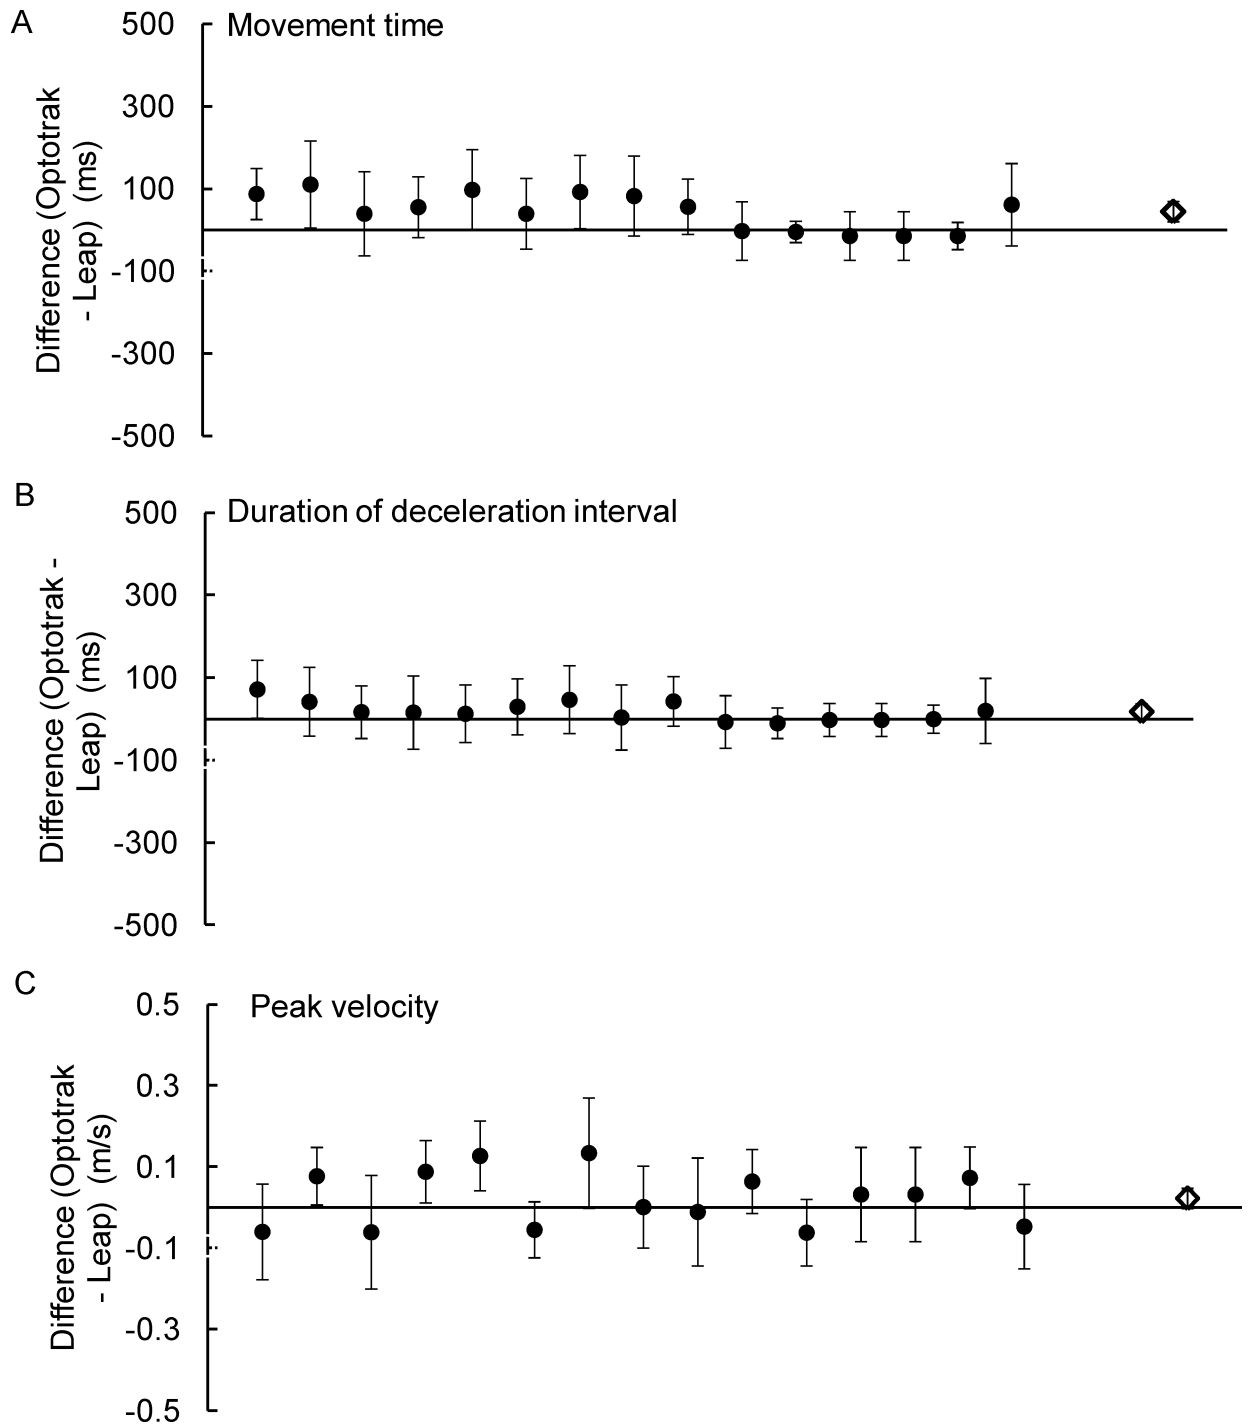 A
Movement time
Difference (Optotrak
- Leap) (ms)
500
300
100
-100
-300
-500
B
Duration of deceleration interval
Difference (Optotrak -
Leap) (ms)
500
300
100
-100
-300
-500
C
Peak velocity
Difference (Optotrak
- Leap) (m/s)
0.5
0.3
0.1
-0.1
-0.3
-0.5